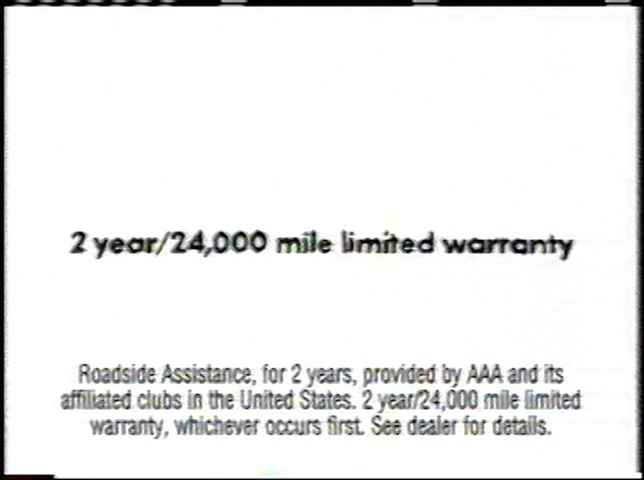 2 year/24,000 mile limited warranty
Roadside Assistance, for 2 years, provided by AAA and its
affiliated clubs in the United States. 2 year/24,000 mile limited
warranty, whichever occurs first. See dealer for details.